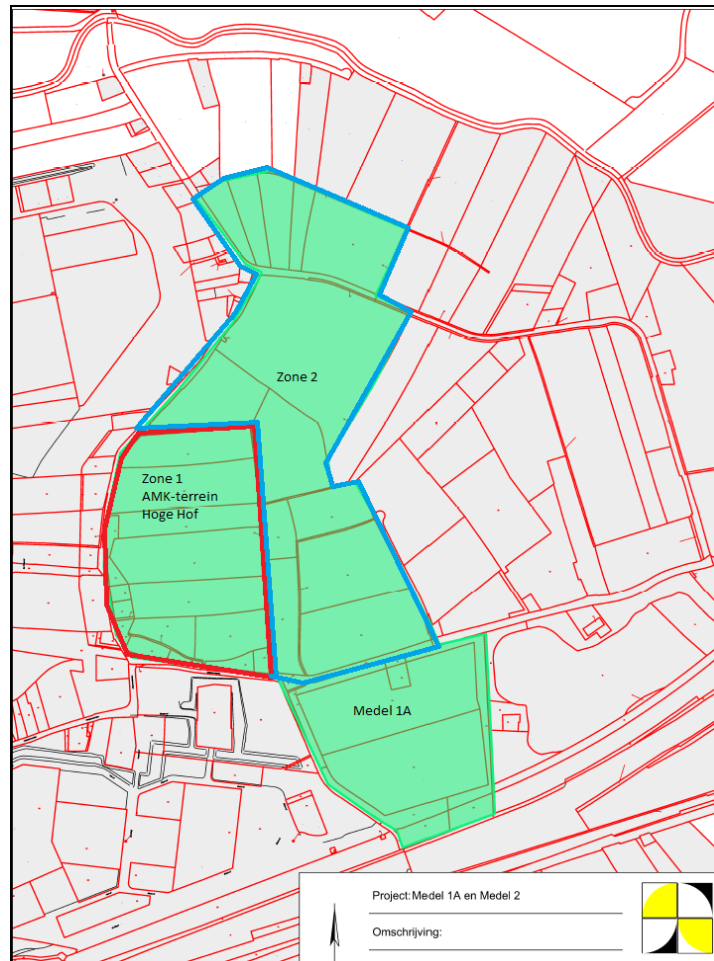 Zone 2
Zone 1
AMK-terrein
Hoge Hof
Medel 1A
Project: Medel 1A en Medel 2
Omschrijving: